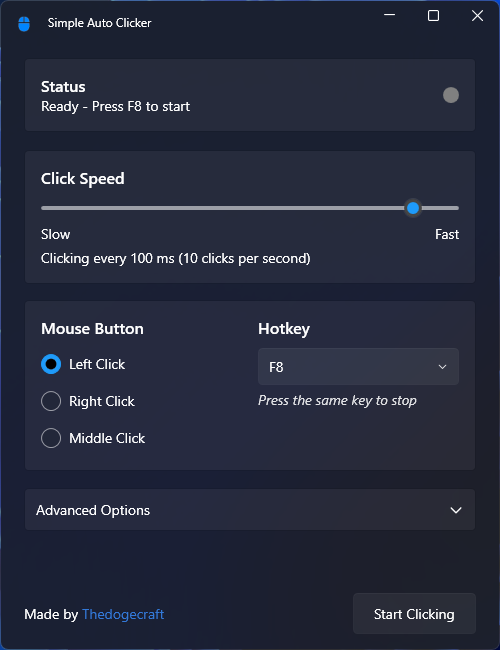 Simple Auto Clicker
Status
Ready - Press F8 to start
Click Speed
Slow
Fast
Clicking every 100 ms (10 clicks per second)
Mouse Button
Hotkey
Left Click
F8
Right Click
Press the same key to stop
Middle Click
Advanced Options
Made by Thedogecraft
Start Clicking